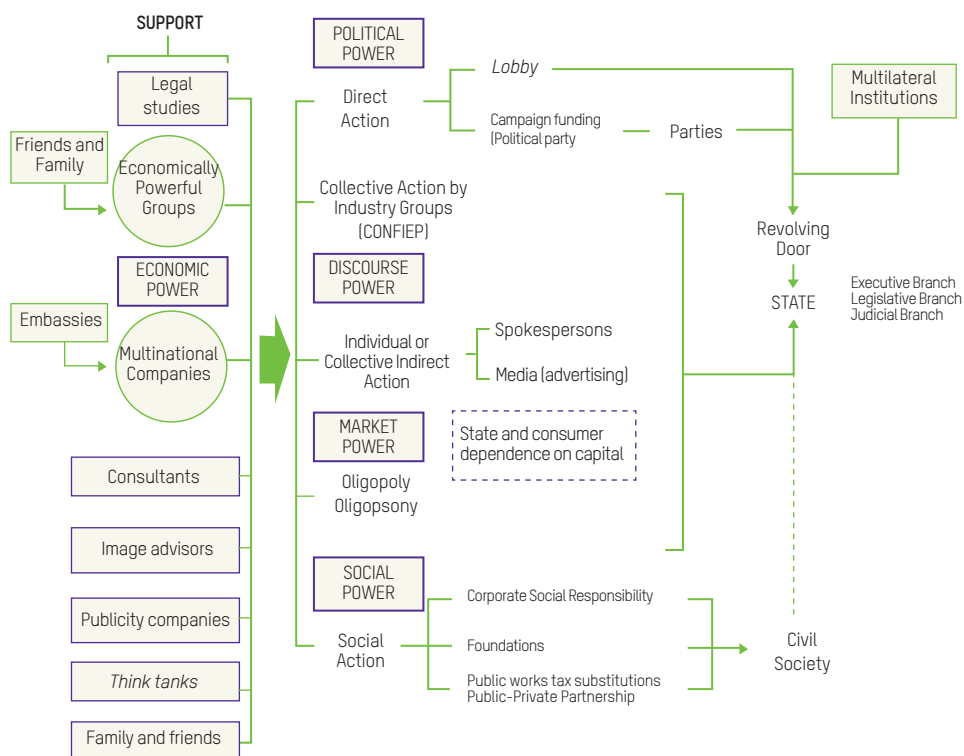 SUPPORT
Legal
studies
Friends and
Family
Economically
Powerful
Groups
ECONOMIC
POWER
Embassies
Multinational
Companies
Consultants
Image advisors
Publicity companies
Think tanks
Family and friends
POLITICAL
POWER
Direct
Action
Lobby
Campaign funding
(Political party
Parties
Collective Action by
Industry Groups
(CONFIEP)
DISCOURSE
POWER
Individual or
Collective Indirect
Action
Spokespersons
Media (advertising)
MARKET
POWER
State and consumer
dependence on capital
Oligopoly
Oligopsony
SOCIAL
POWER
Social
Action
Corporate Social Responsibility
Foundations
Public works tax substitutions
Public-Private Partnership
Multilateral
Institutions
Revolving
Door
STATE
Executive Branch
Legislative Branch
Judicial Branch
Civil
Society